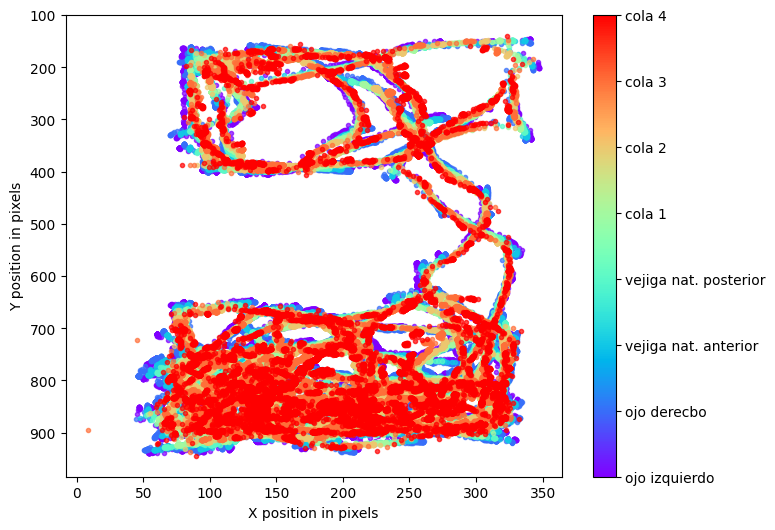 100
200
300
400
500
600
700
800
900
Y position in pixels
0
50
100
150
200
250
300
350
X position in pixels
cola 4
cola 3
cola 2
cola 1
vejiga nat. posterior
vejiga nat. anterior
ojo derecbo
ojo izquierdo